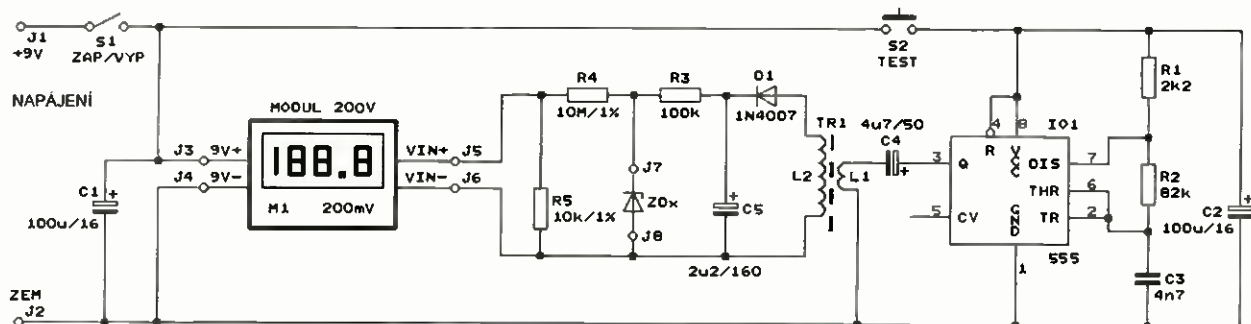 J1
+9V
S1
ZAP/VYP
NAPÁJENÍ
S2
TEST
MODUL 200V
188.8
M1
200mV
J3
9V+
J4
9V-
VIN+
J5
VIN-
J6
C1
+
100u/16
R4
10M/1%
R3
100k
D1
1N4007
R5
10k/1%
J7
ZDx
J8
+
C5
2u2/160
TR1
L2
L1
4u7/50
C4
+
IO1
4
8
R
VCC
3
Q
DIS
7
THR
6
5
CV
GND
TR
2
1
555
R1
2k2
R2
82k
+
C2
100u/16
C3
4n7
ZEM
J2